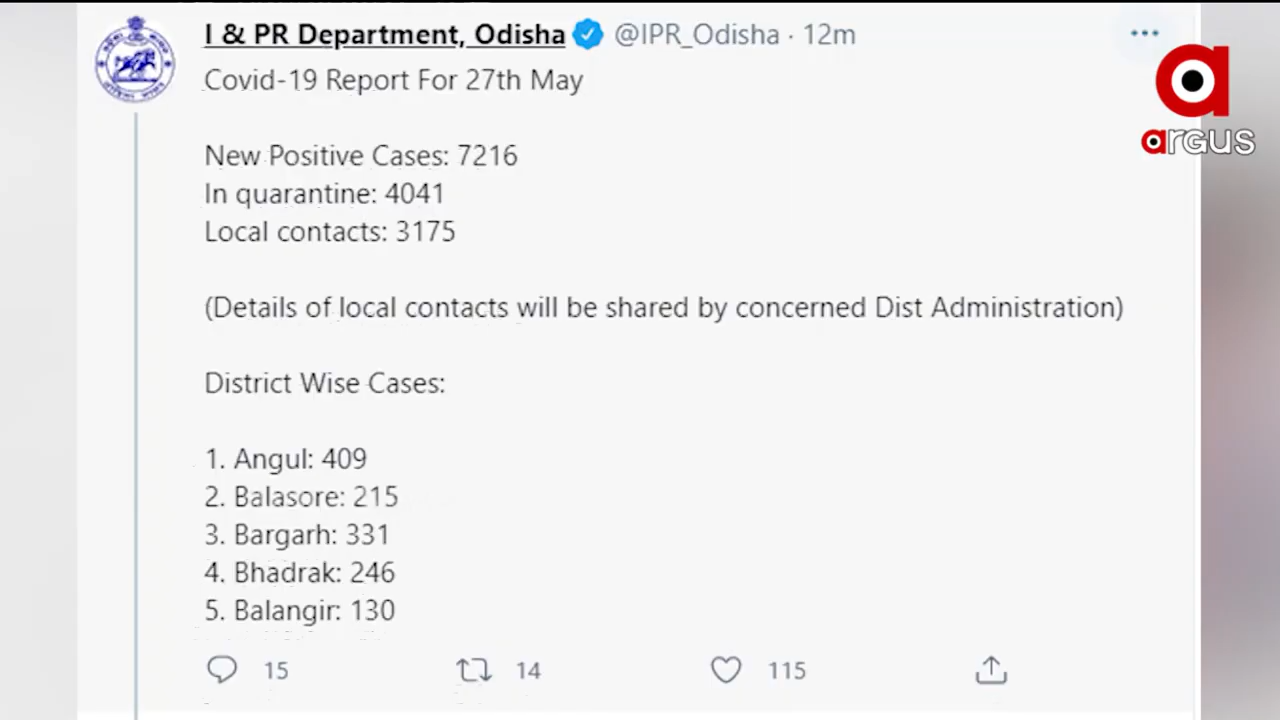 I & PR Department, Odisha @IPR_Odisha · 12m
Covid-19 Report For 27th May
New Positive Cases: 7216
In quarantine: 4041
Local contacts: 3175
(Details of local contacts will be shared by concerned Dist Administration)
District Wise Cases:
1. Angul: 409
2. Balasore: 215
3. Bargarh: 331
4. Bhadrak: 246
5. Balangir: 130
15 14 115
argus